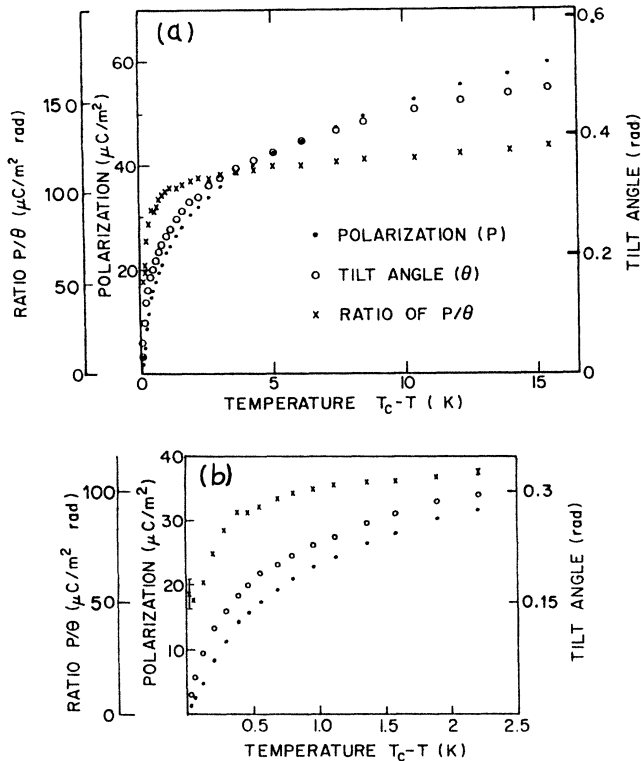 (a)
RATIO P/θ (μC/m² rad)
150
100
50
0
POLARIZATION (μC/m²)
60
40
20
0.6
0.4
0.2
0
TILT ANGLE (rad)
• POLARIZATION (P)
o TILT ANGLE (θ)
x RATIO OF P/θ
0
5
10
15
TEMPERATURE Tc-T (K)
(b)
RATIO P/θ (μC/m² rad)
100
50
0
POLARIZATION (μC/m²)
40
30
20
10
0.3
0.15
TILT ANGLE (rad)
0.5
1.0
1.5
2.0
2.5
TEMPERATURE Tc-T (K)